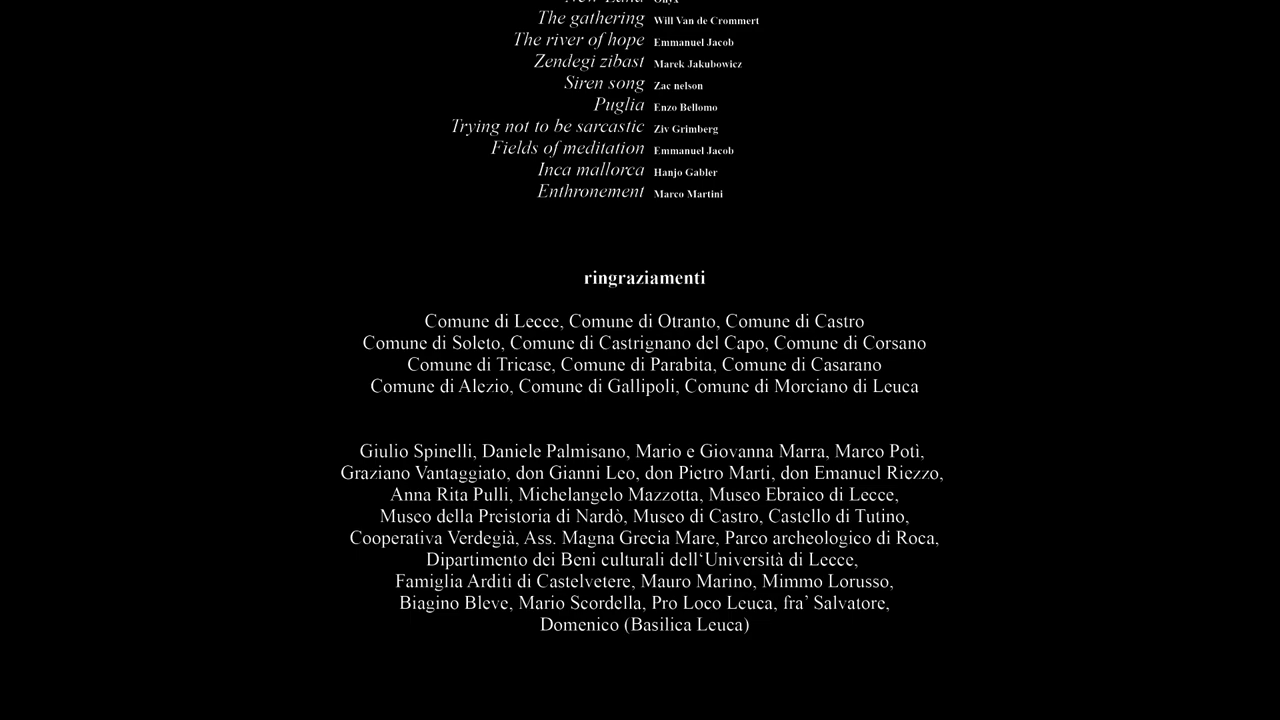 The gathering Will Van de Crommert
The river of hope Emmanuel Jacob
Zendegi zibast Marek Jakubowicz
Siren song Zac nelson
Puglia Enzo Bellomo
Trying not to be sarcastic Ziv Grimberg
Fields of meditation Emmanuel Jacob
Inca mallorca Hanjo Gabler
Enthronement Marco Martini
ringraziamenti
Comune di Lecce, Comune di Otranto, Comune di Castro
Comune di Soleto, Comune di Castrignano del Capo, Comune di Corsano
Comune di Tricase, Comune di Parabita, Comune di Casarano
Comune di Alezio, Comune di Gallipoli, Comune di Morciano di Leuca
Giulio Spinelli, Daniele Palmisano, Mario e Giovanna Marra, Marco Potì,
Graziano Vantaggiato, don Gianni Leo, don Pietro Marti, don Emanuel Riezzo,
Anna Rita Pulli, Michelangelo Mazzotta, Museo Ebraico di Lecce,
Museo della Preistoria di Nardò, Museo di Castro, Castello di Tutino,
Cooperativa Verdegià, Ass. Magna Grecia Mare, Parco archeologico di Roca,
Dipartimento dei Beni culturali dell‘Università di Lecce,
Famiglia Arditi di Castelvetere, Mauro Marino, Mimmo Lorusso,
Biagino Bleve, Mario Scordella, Pro Loco Leuca, fra’ Salvatore,
Domenico (Basilica Leuca)